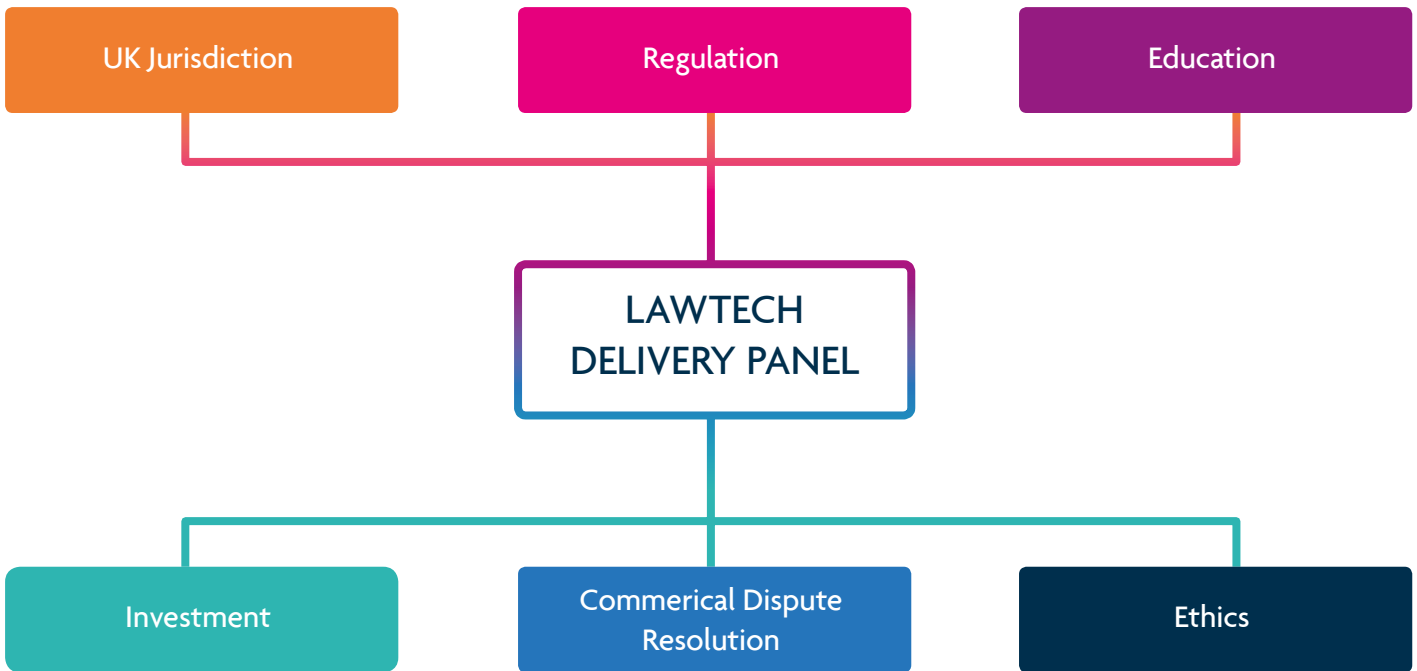 UK Jurisdiction
Regulation
Education
LAWTECH
DELIVERY PANEL
Investment
Commerical Dispute
Resolution
Ethics